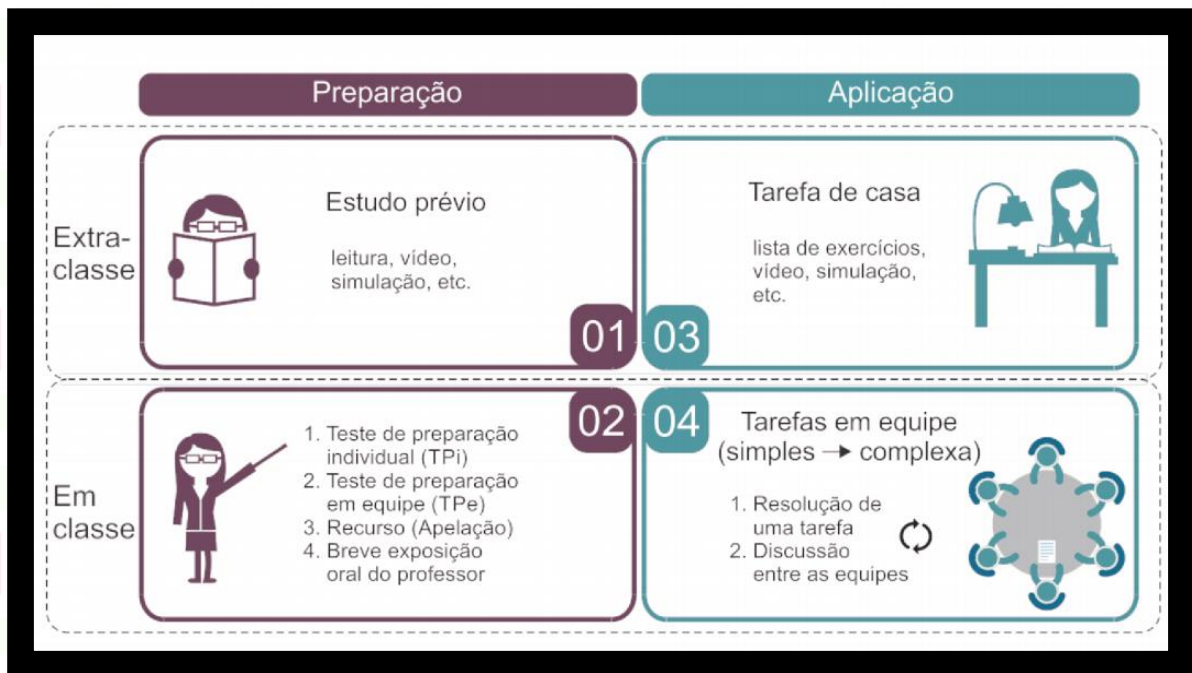 Preparação
Aplicação
Extra-
classe
Estudo prévio
leitura, vídeo,
simulação, etc.
01
03
Tarefa de casa
lista de exercícios,
vídeo, simulação,
etc.
Em
classe
02
1. Teste de preparação
individual (TPi)
2. Teste de preparação
em equipe (TPe)
3. Recurso (Apelação)
4. Breve exposição
oral do professor
04
Tarefas em equipe
(simples → complexa)
1. Resolução de
uma tarefa
2. Discussão
entre as equipes